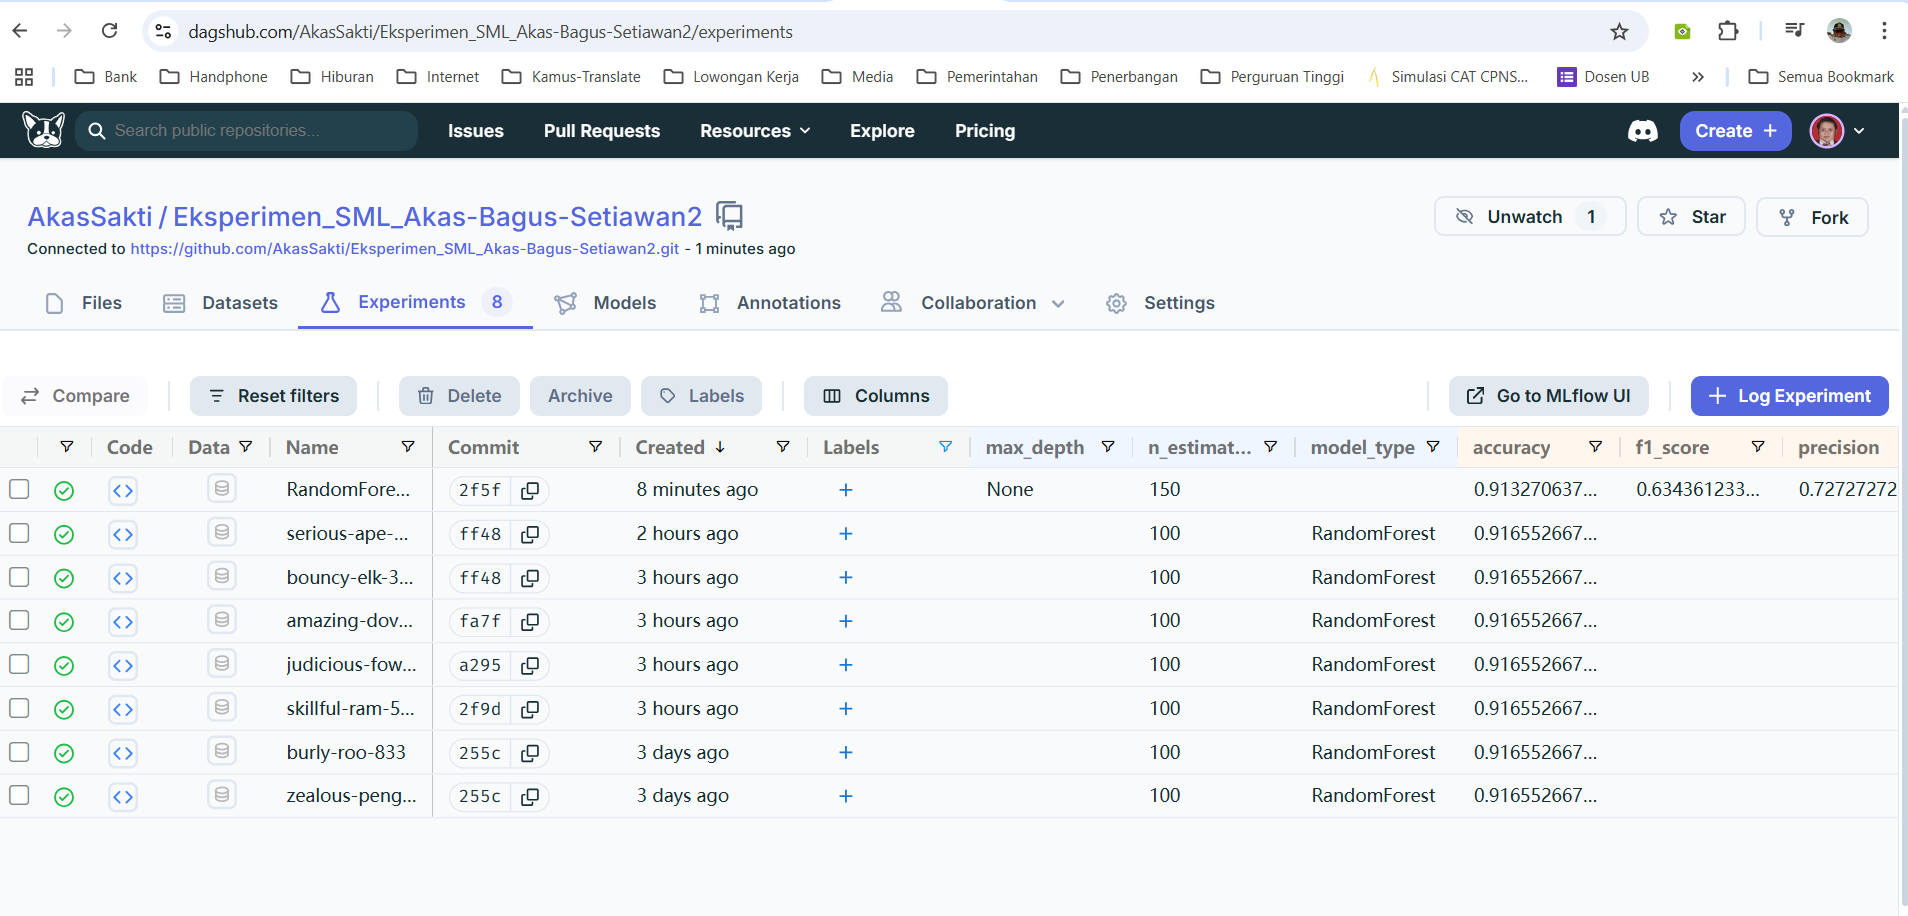 dagshub.com/AkasSakti/Eksperimen_SML_Akas-Bagus-Setiawan2/experiments
Bank Handphone Hiburan Internet Kamus-Translate Lowongan Kerja Media Pemerintahan Penerbangan Perguruan Tinggi Simulasi CAT CPNS... Dosen UB » Semua Bookmark
Search public repositories... Issues Pull Requests Resources Explore Pricing Create +
AkasSakti / Eksperimen_SML_Akas-Bagus-Setiawan2 Unwatch 1 Star Fork
Connected to https://github.com/AkasSakti/Eksperimen_SML_Akas-Bagus-Setiawan2.git - 1 minutes ago
Files Datasets Experiments 8 Models Annotations Collaboration Settings
Compare Reset filters Delete Archive Labels Columns Go to MLflow UI + Log Experiment
Code Data Name Commit Created ↓ Labels max_depth n_estimat... model_type accuracy f1_score precision
RandomFore... 2f5f 8 minutes ago + None 150 0.913270637... 0.634361233... 0.72727272
serious-ape-... ff48 2 hours ago + 100 RandomForest 0.916552667...
bouncy-elk-3... ff48 3 hours ago + 100 RandomForest 0.916552667...
amazing-dov... fa7f 3 hours ago + 100 RandomForest 0.916552667...
judicious-fow... a295 3 hours ago + 100 RandomForest 0.916552667...
skillful-ram-5... 2f9d 3 hours ago + 100 RandomForest 0.916552667...
burly-roo-833 255c 3 days ago + 100 RandomForest 0.916552667...
zealous-peng... 255c 3 days ago + 100 RandomForest 0.916552667...